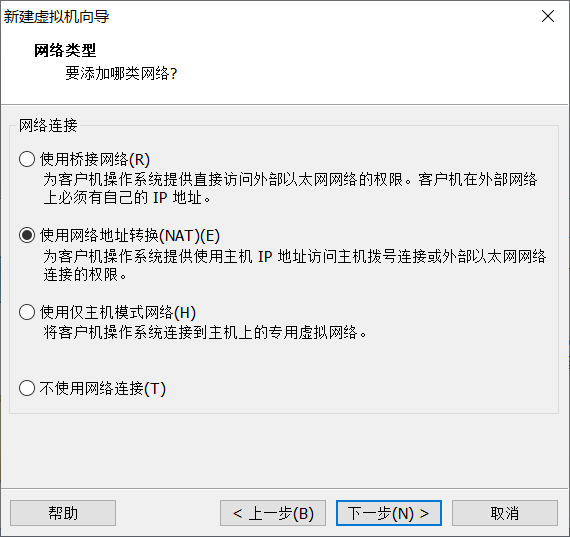 新建虚拟机向导
网络类型
要添加哪类网络?
网络连接
使用桥接网络(R)
为客户机操作系统提供直接访问外部以太网网络的权限。客户机在外部网络
上必须有自己的 IP 地址。
使用网络地址转换(NAT)(E)
为客户机操作系统提供使用主机 IP 地址访问主机拨号连接或外部以太网网络
连接的权限。
使用仅主机模式网络(H)
将客户机操作系统连接到主机上的专用虚拟网络。
不使用网络连接(T)
帮助
< 上一步(B)
下一步(N) >
取消